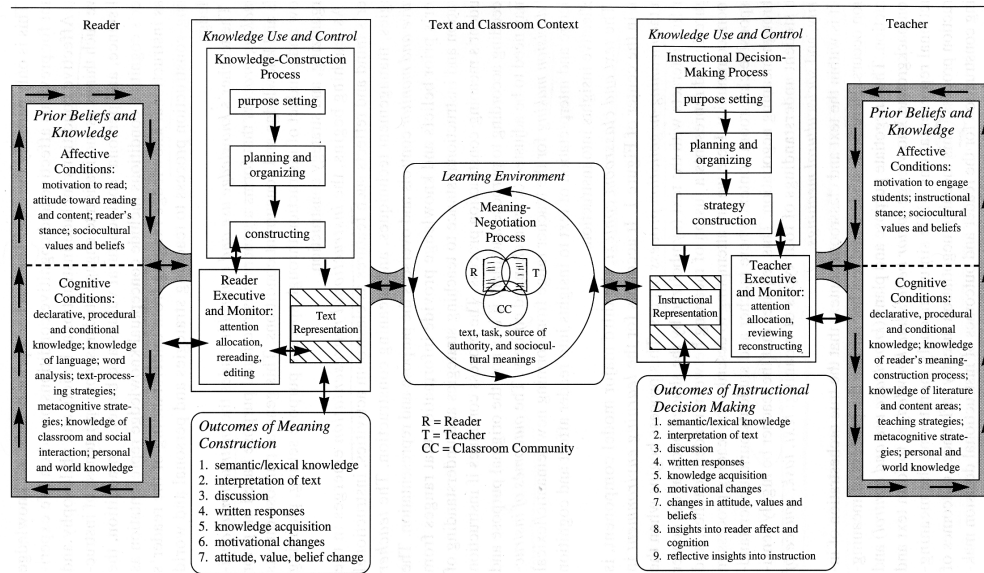 Reader
Text and Classroom Context
Teacher
Prior Beliefs and
Knowledge
Affective
Conditions:
motivation to read;
attitude toward reading
and content; reader's
stance; sociocultural
values and beliefs
Cognitive
Conditions:
declarative, procedural
and conditional
knowledge; knowledge
of language; word
analysis; text-process-
ing strategies;
metacognitive strate-
gies; knowledge of
classroom and social
interaction; personal
and world knowledge
Knowledge Use and Control
Knowledge-Construction
Process
purpose setting
planning and
organizing
constructing
Reader
Executive
and Monitor:
attention
allocation,
rereading,
editing
Text
Representation
Outcomes of Meaning
Construction
1. semantic/lexical knowledge
2. interpretation of text
3. discussion
4. written responses
5. knowledge acquisition
6. motivational changes
7. attitude, value, belief change
Learning Environment
Meaning-
Negotiation
Process
R
T
CC
text, task, source of
authority, and socio-
cultural meanings
R = Reader
T = Teacher
CC = Classroom Community
Knowledge Use and Control
Instructional Decision-
Making Process
purpose setting
planning and
organizing
strategy
construction
Instructional
Representation
Teacher
Executive
and Monitor:
attention
allocation,
reviewing
reconstructing
Outcomes of Instructional
Decision Making
1. semantic/lexical knowledge
2. interpretation of text
3. discussion
4. written responses
5. knowledge acquisition
6. motivational changes
7. changes in attitude, values and
beliefs
8. insights into reader affect and
cognition
9. reflective insights into instruction
Prior Beliefs and
Knowledge
Affective
Conditions:
motivation to engage
students; instructional
stance; sociocultural
values and beliefs
Cognitive
Conditions:
declarative, procedural
and conditional
knowledge; knowledge
of reader's meaning-
construction process;
knowledge of literature
and content areas;
teaching strategies;
metacognitive strate-
gies; personal and
world knowledge